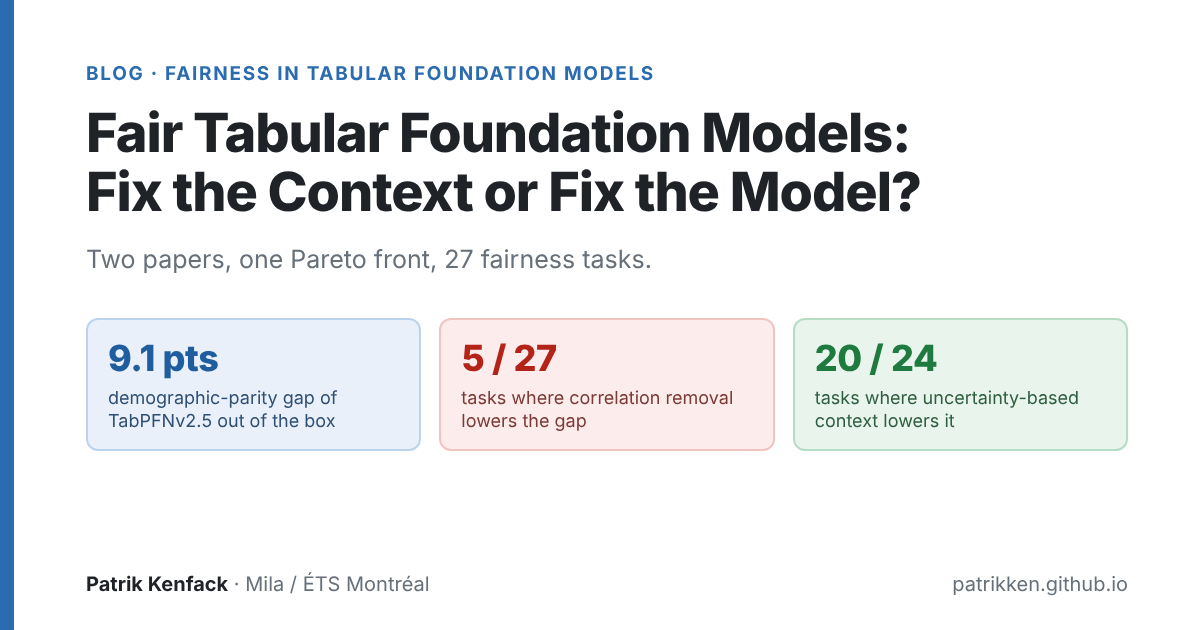 BLOG · FAIRNESS IN TABULAR FOUNDATION MODELS
Fair Tabular Foundation Models:
Fix the Context or Fix the Model?
Two papers, one Pareto front, 27 fairness tasks.
9.1 pts
demographic-parity gap of
TabPFNv2.5 out of the box
5 / 27
tasks where correlation removal
lowers the gap
20 / 24
tasks where uncertainty-based
context lowers it
Patrik Kenfack · Mila / ÉTS Montréal
patrikken.github.io